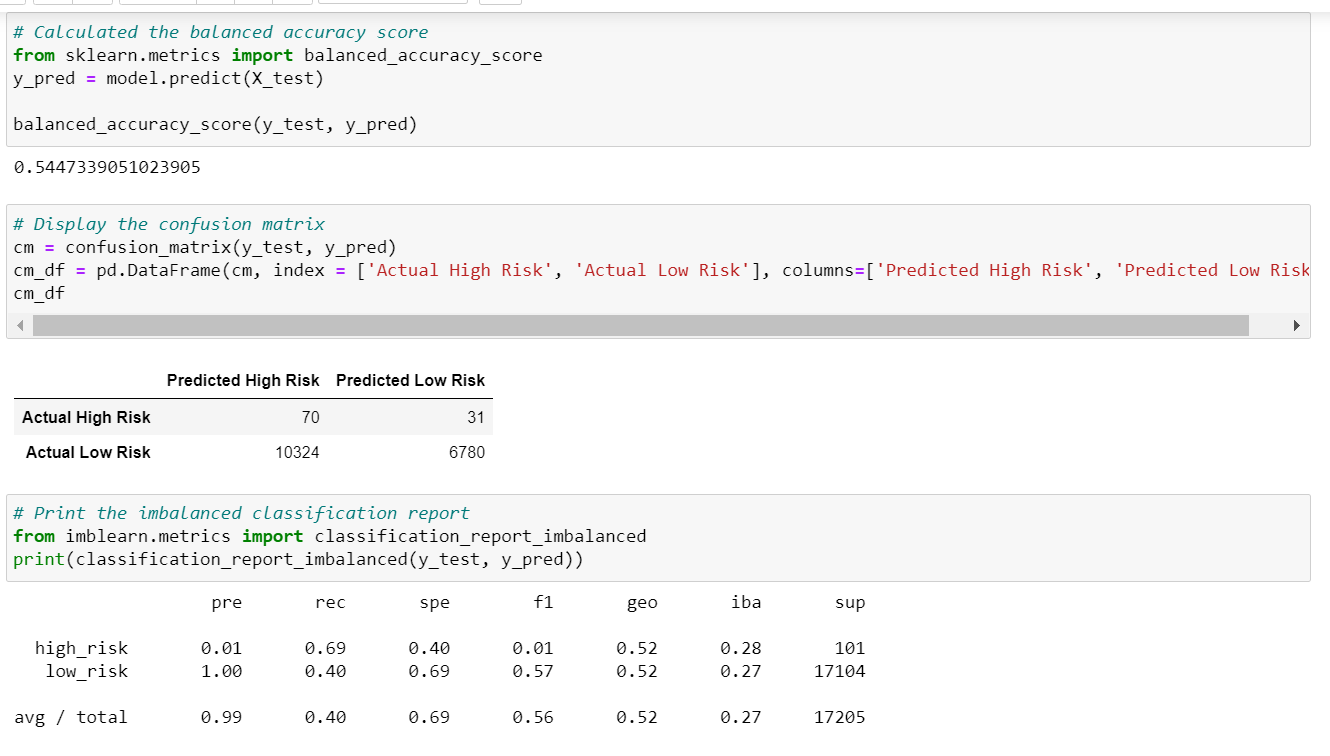 # Calculated the balanced accuracy score
from sklearn.metrics import balanced_accuracy_score
y_pred = model.predict(X_test)
balanced_accuracy_score(y_test, y_pred)
0.5447339051023905
# Display the confusion matrix
cm = confusion_matrix(y_test, y_pred)
cm_df = pd.DataFrame(cm, index = ['Actual High Risk', 'Actual Low Risk'], columns=['Predicted High Risk', 'Predicted Low Risk
cm_df
Predicted High Risk Predicted Low Risk
Actual High Risk 70 31
Actual Low Risk 10324 6780
# Print the imbalanced classification report
from imblearn.metrics import classification_report_imbalanced
print(classification_report_imbalanced(y_test, y_pred))
pre rec spe f1 geo iba sup
high_risk 0.01 0.69 0.40 0.01 0.52 0.28 101
low_risk 1.00 0.40 0.69 0.57 0.52 0.27 17104
avg / total 0.99 0.40 0.69 0.56 0.52 0.27 17205